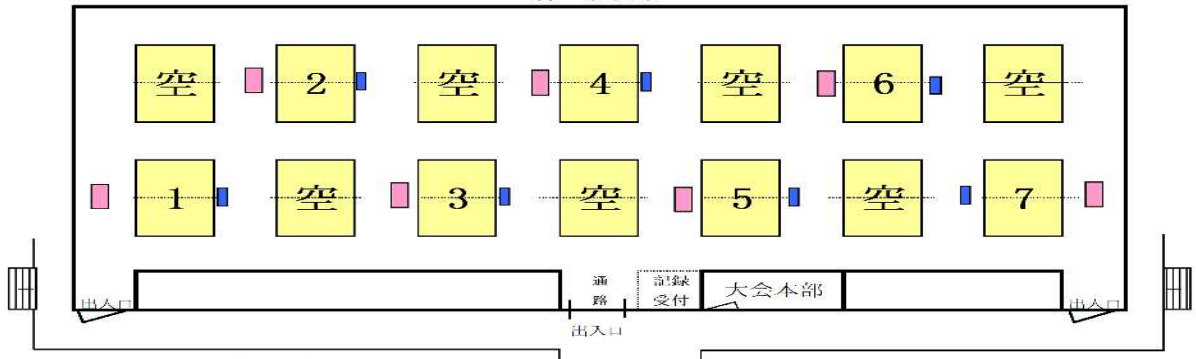 空 2 空 4 空 6 空
1 空 3 空 5 空 7
通路
記録
受付
大会本部
出入口
出入口
出入口